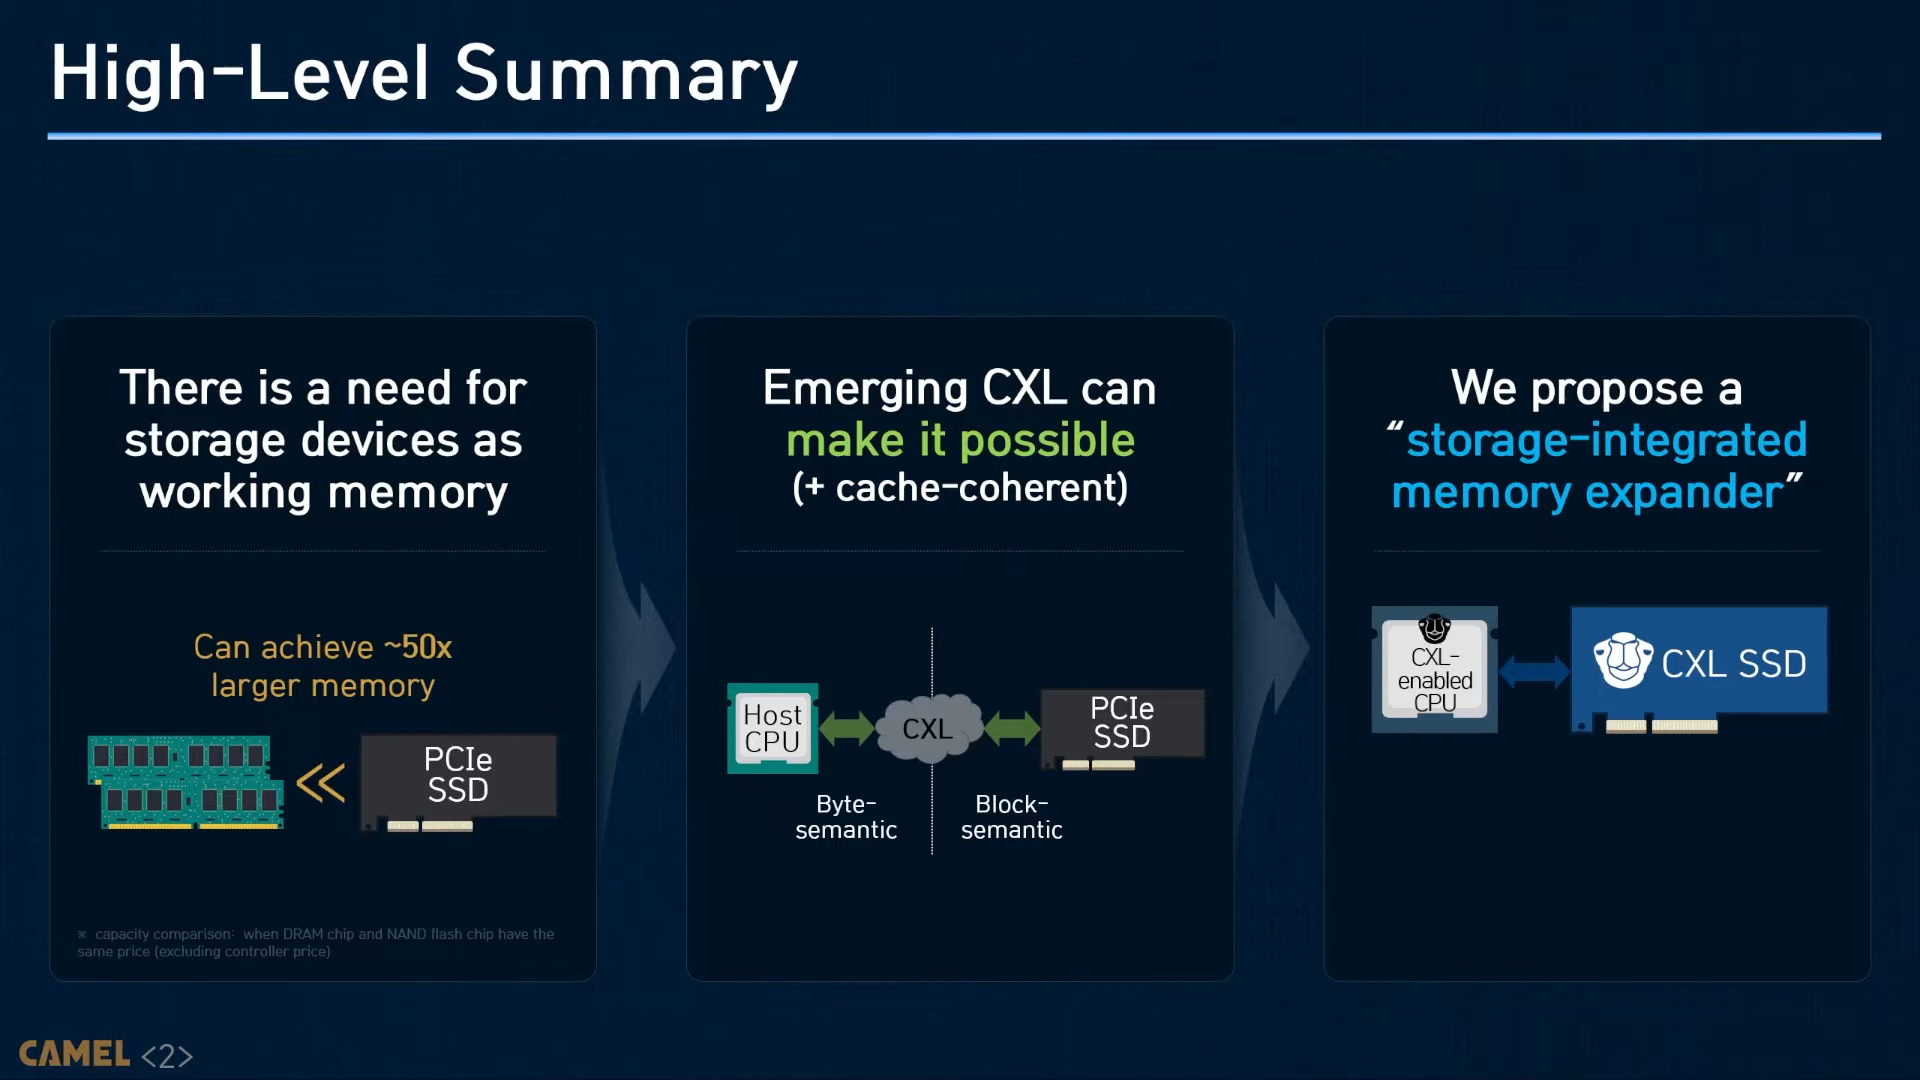 High-Level Summary
There is a need for
storage devices as
working memory
Can achieve ~50x
larger memory
PCIe
SSD
※ capacity comparison: when DRAM chip and NAND flash chip have the
same price (excluding controller price)
Emerging CXL can
make it possible
(+ cache-coherent)
Host
CPU
CXL
PCIe
SSD
Byte-
semantic
Block-
semantic
We propose a
"storage-integrated
memory expander"
CXL-
enabled
CPU
CXL SSD
CAMEL <2>